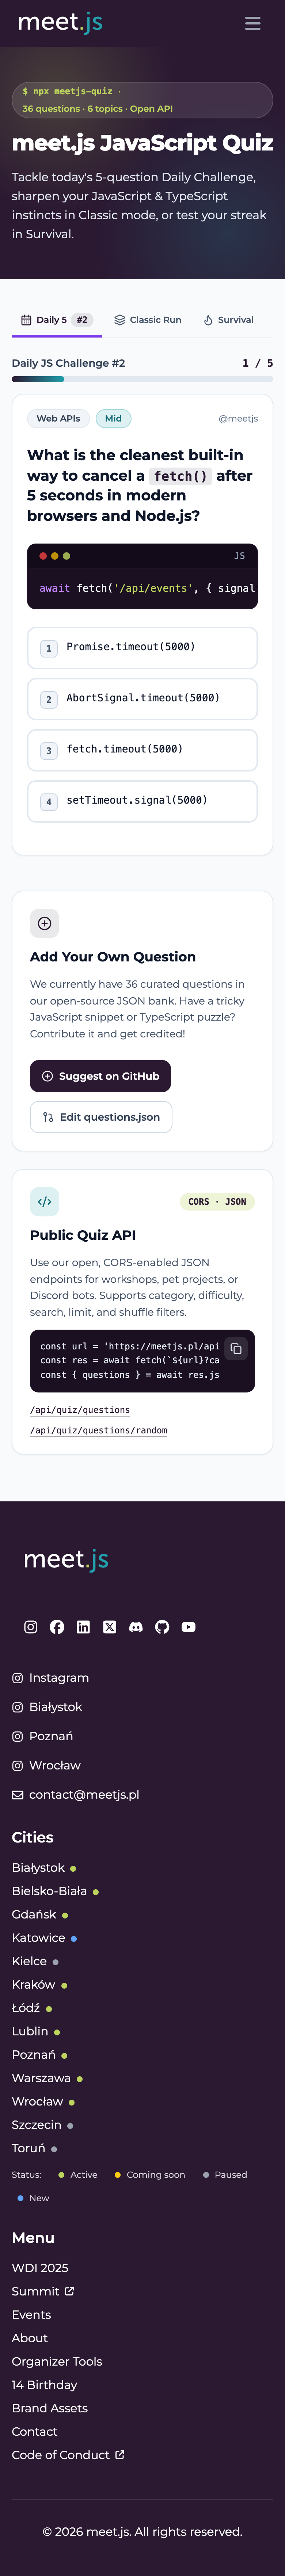 meet.js
$ npx meetjs-quiz ·
36 questions · 6 topics · Open API
meet.js JavaScript Quiz
Tackle today's 5-question Daily Challenge,
sharpen your JavaScript & TypeScript
instincts in Classic mode, or test your streak
in Survival.
Daily 5 #2 Classic Run Survival
Daily JS Challenge #2 1 / 5
Web APIs Mid @meetjs
What is the cleanest built-in
way to cancel a fetch() after
5 seconds in modern
browsers and Node.js?
JS
await fetch('/api/events', { signal:
1 Promise.timeout(5000)
2 AbortSignal.timeout(5000)
3 fetch.timeout(5000)
4 setTimeout.signal(5000)
Add Your Own Question
We currently have 36 curated questions in
our open-source JSON bank. Have a tricky
JavaScript snippet or TypeScript puzzle?
Contribute it and get credited!
Suggest on GitHub
Edit questions.json
CORS · JSON
Public Quiz API
Use our open, CORS-enabled JSON
endpoints for workshops, pet projects, or
Discord bots. Supports category, difficulty,
search, limit, and shuffle filters.
const url = 'https://meetjs.pl/api
const res = await fetch(`${url}?ca
const { questions } = await res.js
/api/quiz/questions
/api/quiz/questions/random
meet.js
Instagram
Białystok
Poznań
Wrocław
contact@meetjs.pl
Cities
Białystok
Bielsko-Biała
Gdańsk
Katowice
Kielce
Kraków
Łódź
Lublin
Poznań
Warszawa
Wrocław
Szczecin
Toruń
Status: Active Coming soon Paused
New
Menu
WDI 2025
Summit
Events
About
Organizer Tools
14 Birthday
Brand Assets
Contact
Code of Conduct
© 2026 meet.js. All rights reserved.